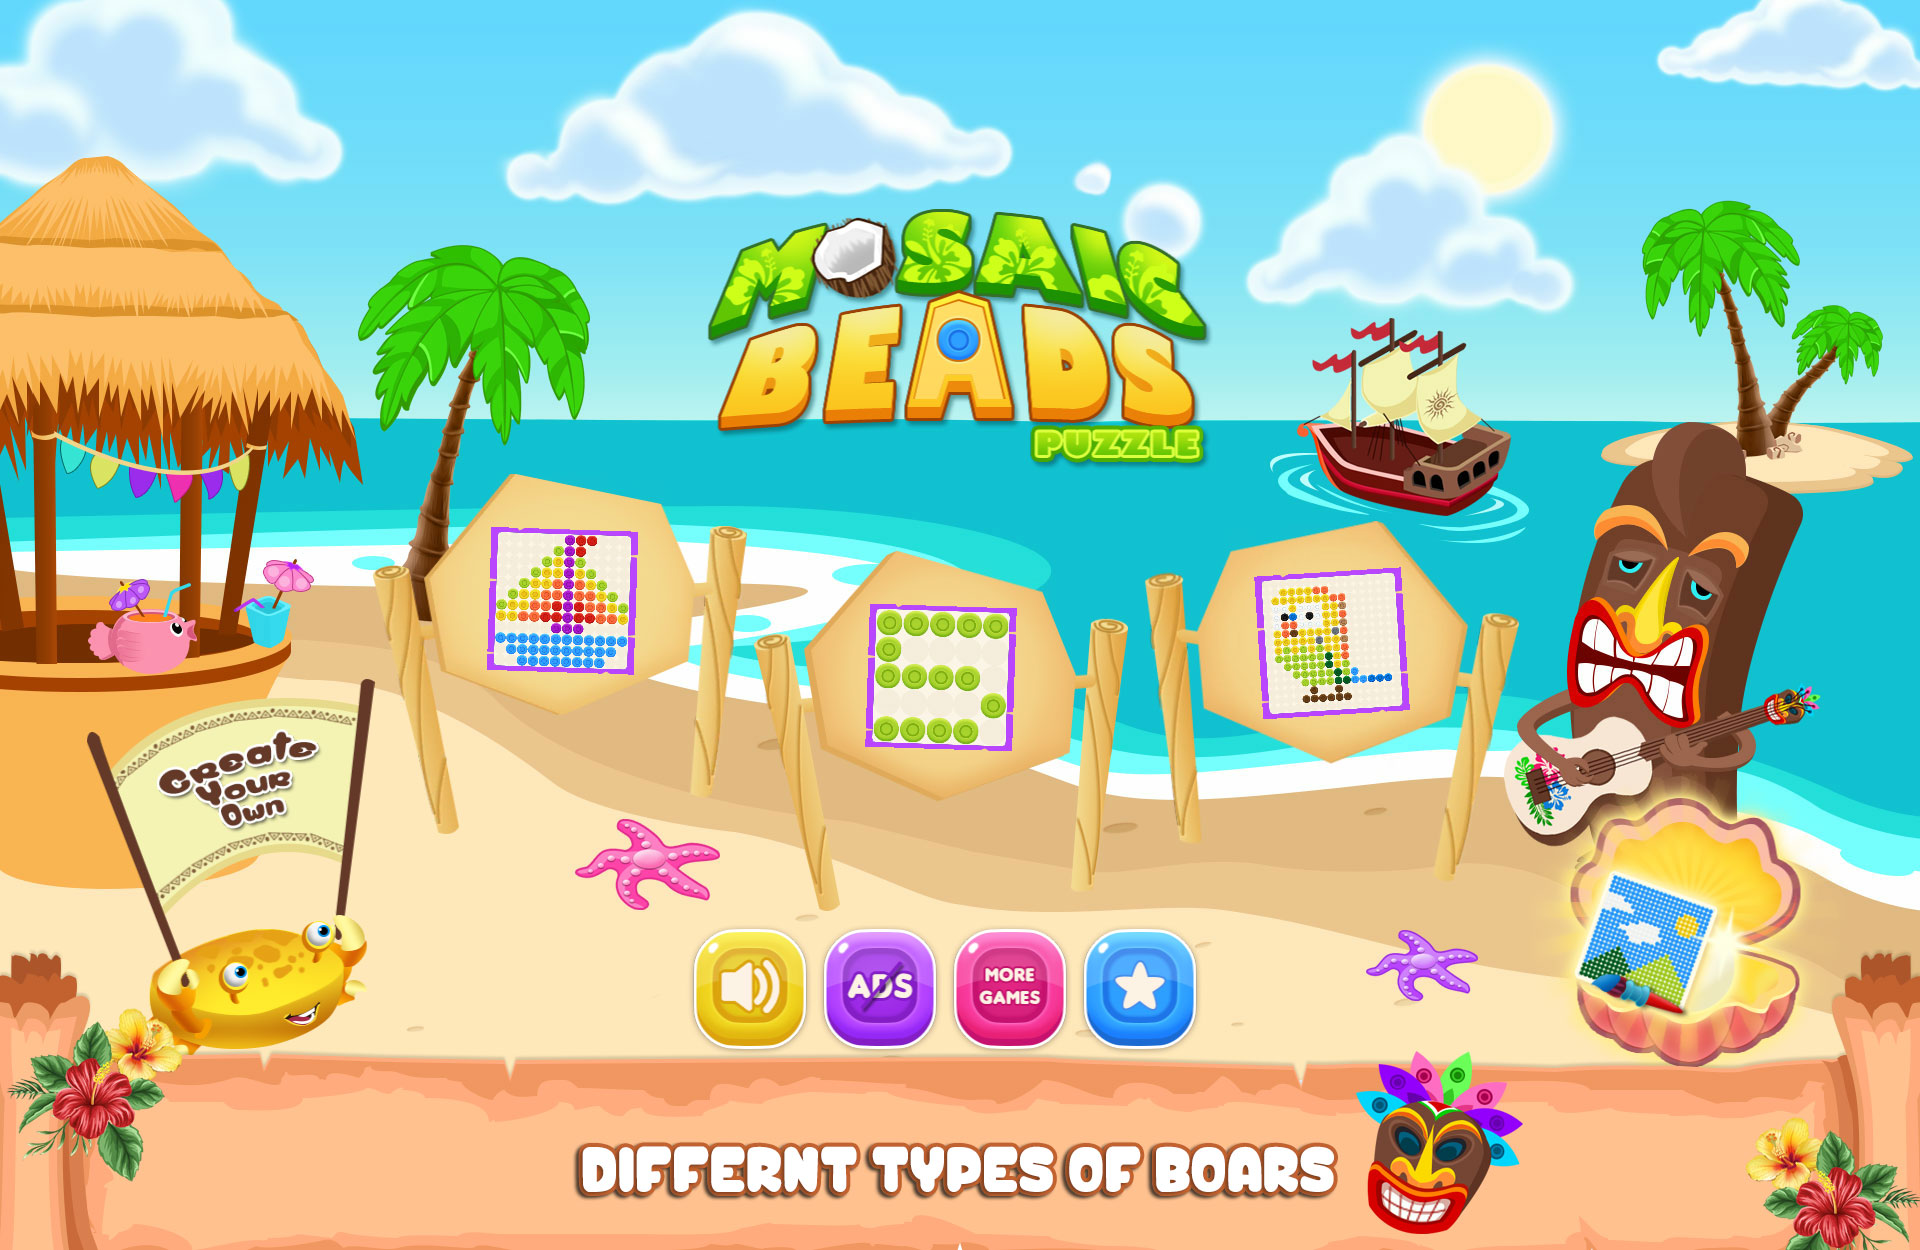 MOSAIC
BEADS
PUZZLE
Create
Your
Own
ADS
MORE
GAMES
DIFFERNT TYPES OF BOARS